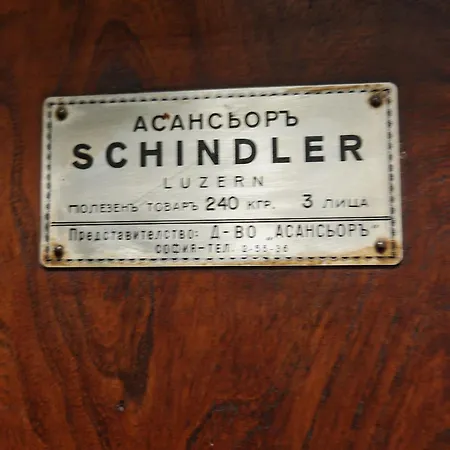 АСАНСЬОРЪ
SCHINDLER
LUZERN
ПОЛЕЗЕНЪ ТОВАРЪ 240 КГР. 3 ЛИЦА
Представителство: Д-ВО „АСАНСЬОРЪ"
СОФИЯ-ТЕЛ. 2-55-36